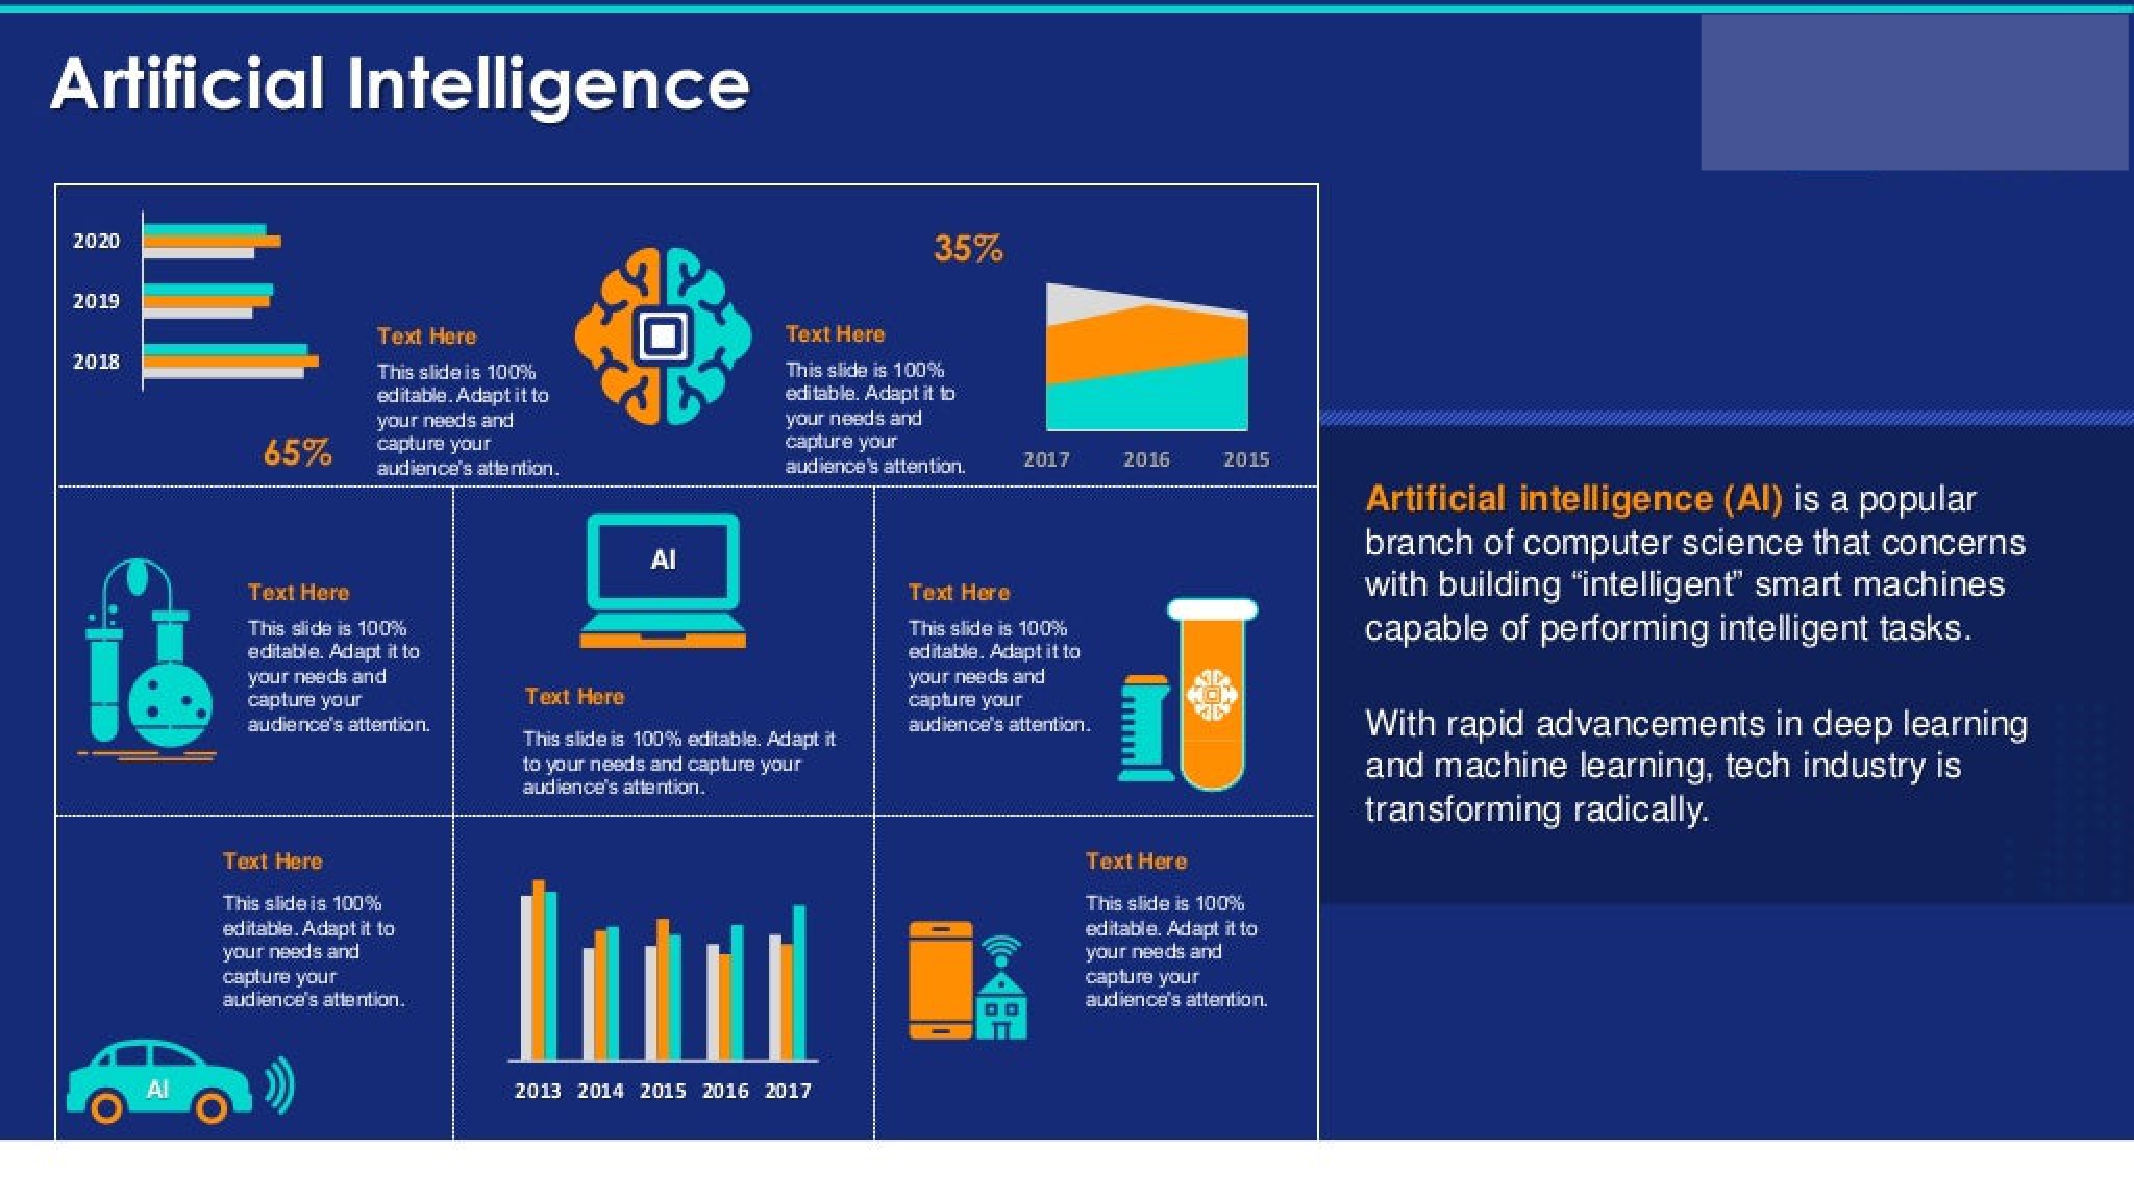 Artificial Intelligence
2020
2019
2018
65%
Text Here
This slide is 100%
editable. Adapt it to
your needs and
capture your
audience's attention.
35%
Text Here
This slide is 100%
editable. Adapt it to
your needs and
capture your
audience's attention.
2017 2016 2015
Text Here
This slide is 100%
editable. Adapt it to
your needs and
capture your
audience's attention.
AI
Text Here
This slide is 100% editable. Adapt it
to your needs and capture your
audience's attention.
Text Here
This slide is 100%
editable. Adapt it to
your needs and
capture your
audience's attention.
Text Here
This slide is 100%
editable. Adapt it to
your needs and
capture your
audience's attention.
AI
2013 2014 2015 2016 2017
Text Here
This slide is 100%
editable. Adapt it to
your needs and
capture your
audience's attention.
Artificial intelligence (AI) is a popular
branch of computer science that concerns
with building “intelligent” smart machines
capable of performing intelligent tasks.
With rapid advancements in deep learning
and machine learning, tech industry is
transforming radically.